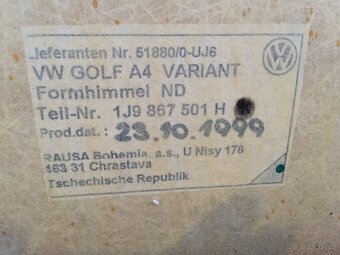 Lieferanten Nr. 51880/0-UJ6
VW GOLF A4 VARIANT
Formhimmel ND
Teil-Nr. 1J9 867 501 H
Prod.dat.: 23.10.1999
RAUSA Bohemia, a.s., U Nisy 178
463 31 Chrastava
Tschechische Republik